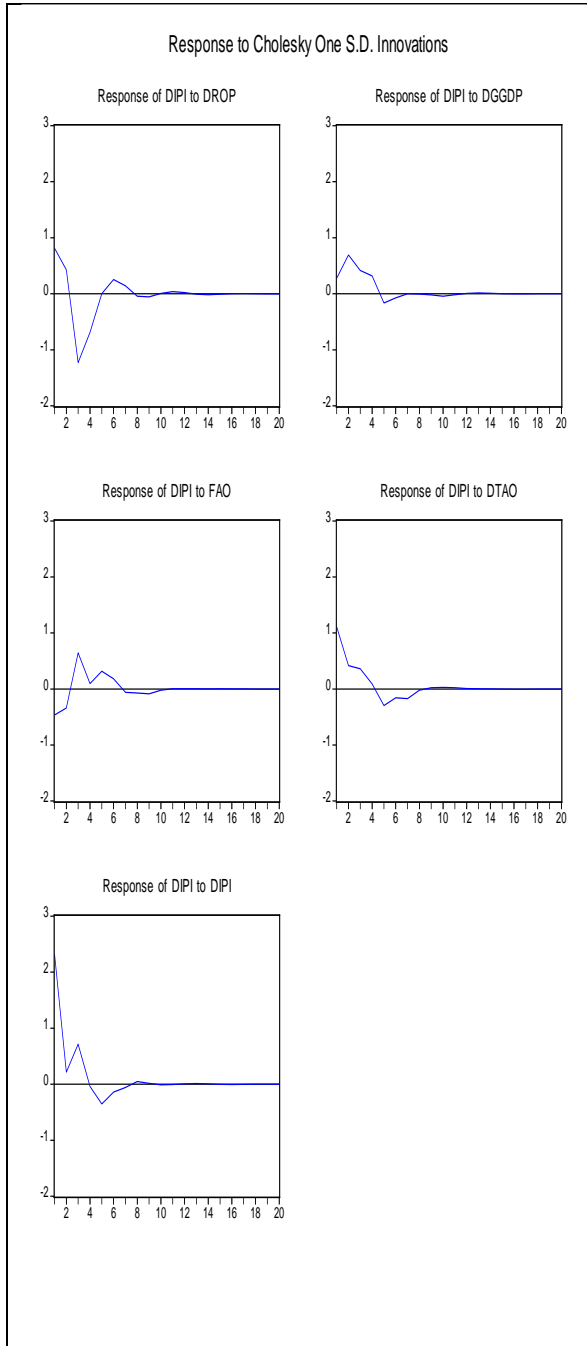 Response to Cholesky One S.D. Innovations
Response of DIPI to DROP
3
2
1
0
-1
-2
2 4 6 8 10 12 14 16 18 20
Response of DIPI to DGGDP
3
2
1
0
-1
-2
2 4 6 8 10 12 14 16 18 20
Response of DIPI to FAO
3
2
1
0
-1
-2
2 4 6 8 10 12 14 16 18 20
Response of DIPI to DTAO
3
2
1
0
-1
-2
2 4 6 8 10 12 14 16 18 20
Response of DIPI to DIPI
3
2
1
0
-1
-2
2 4 6 8 10 12 14 16 18 20